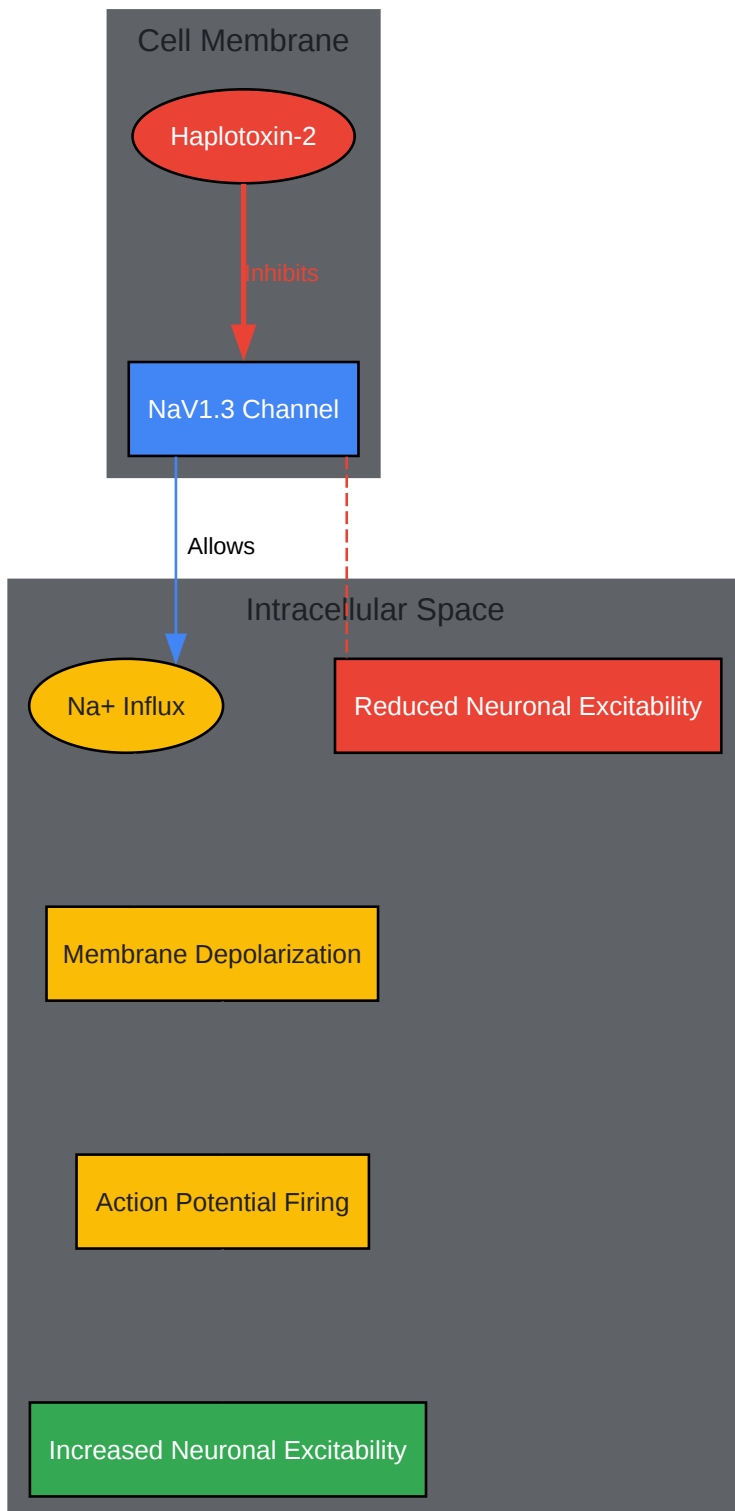 Cell Membrane
Haplotoxin-2
Inhibits
NaV1.3 Channel
Allows
Intracellular Space
Na+ Influx
Reduced Neuronal Excitability
Membrane Depolarization
Action Potential Firing
Increased Neuronal Excitability